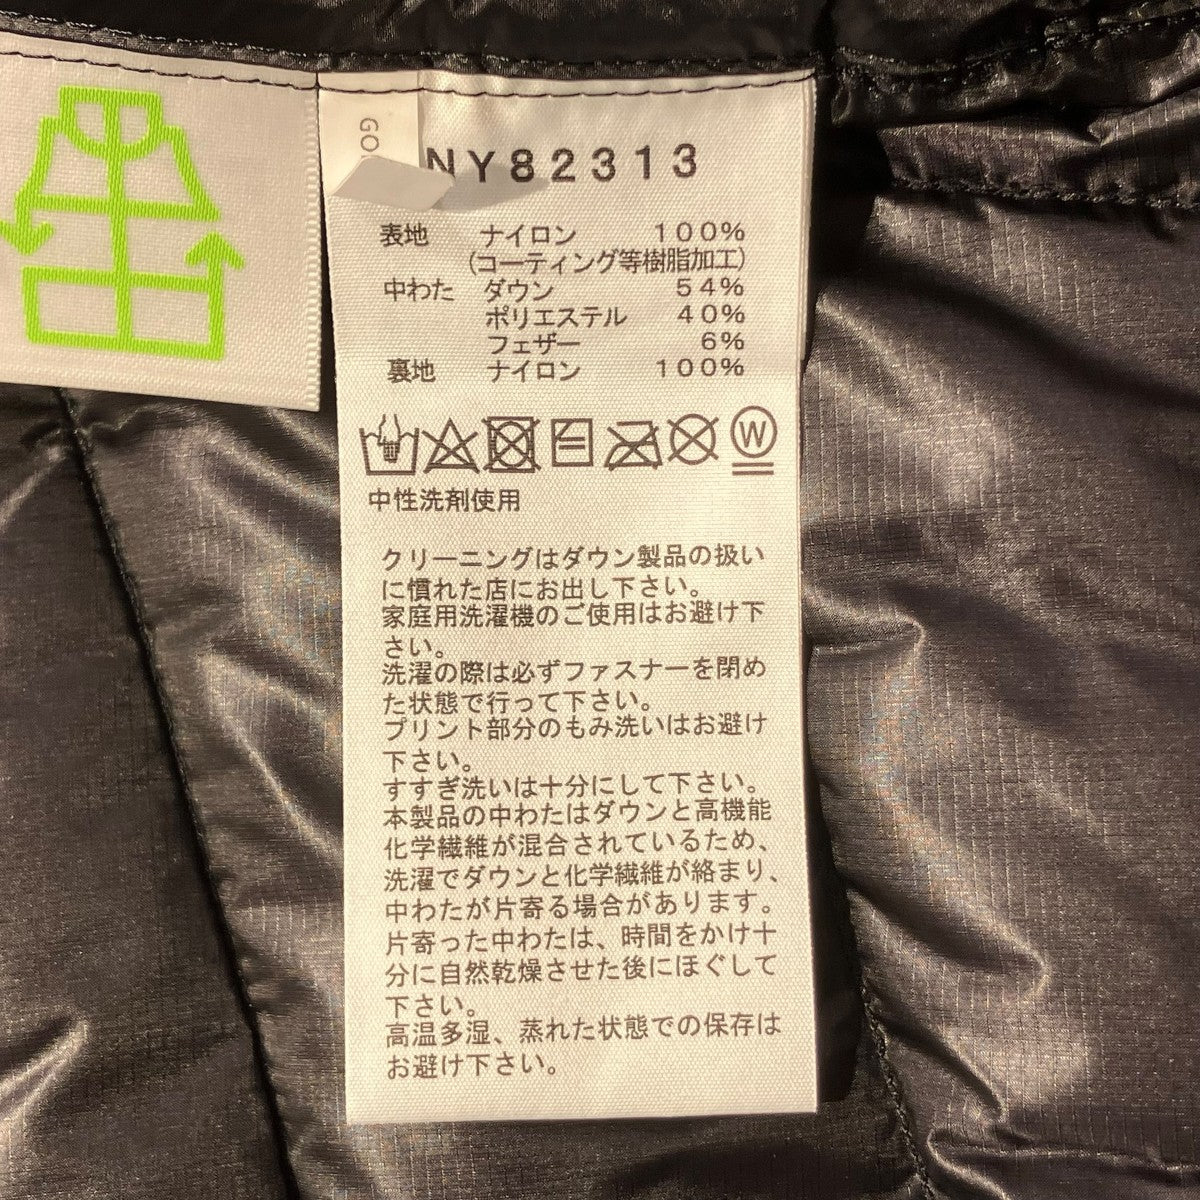 GO
NY82313
表地 ナイロン 100%
(コーティング等樹脂加工)
中わた ダウン 54%
ポリエステル 40%
フェザー 6%
裏地 ナイロン 100%
W
中性洗剤使用
クリーニングはダウン製品の扱い
に慣れた店にお出し下さい。
家庭用洗濯機のご使用はお避け下
さい。
洗濯の際は必ずファスナーを閉め
た状態で行って下さい。
プリント部分のもみ洗いはお避け
下さい。
すすぎ洗いは十分にして下さい。
本製品の中わたはダウンと高機能
化学繊維が混合されているため、
洗濯でダウンと化学繊維が絡まり、
中わたが片寄る場合があります。
片寄った中わたは、時間をかけ十
分に自然乾燥させた後にほぐして
下さい。
高温多湿、蒸れた状態での保存は
お避け下さい。